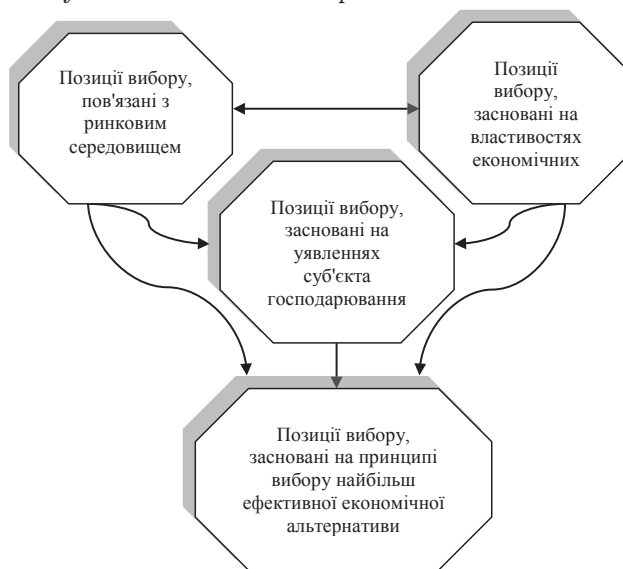 Позиції вибору,
пов'язані з
ринковим
середовищем
Позиції
вибору,
засновані на
властивостях
економічних
Позиції вибору,
засновані на
уявленнях
суб'єкта
господарювання
Позиції вибору,
засновані на принципі
вибору найбільш
ефективної економічної
альтернативи